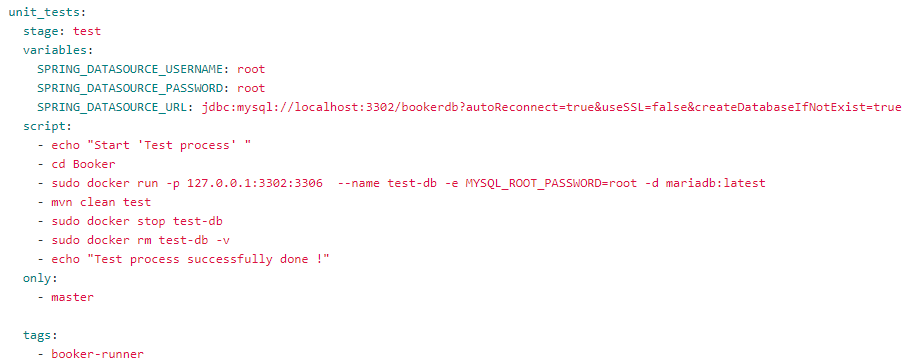 unit_tests:
  stage: test
  variables:
    SPRING_DATASOURCE_USERNAME: root
    SPRING_DATASOURCE_PASSWORD: root
    SPRING_DATASOURCE_URL: jdbc:mysql://localhost:3302/bookerdb?autoReconnect=true&useSSL=false&createDatabaseIfNotExist=true
  script:
    - echo "Start 'Test process' "
    - cd Booker
    - sudo docker run -p 127.0.0.1:3302:3306  --name test-db -e MYSQL_ROOT_PASSWORD=root -d mariadb:latest
    - mvn clean test
    - sudo docker stop test-db
    - sudo docker rm test-db -v
    - echo "Test process successfully done !"
  only:
    - master

  tags:
    - booker-runner